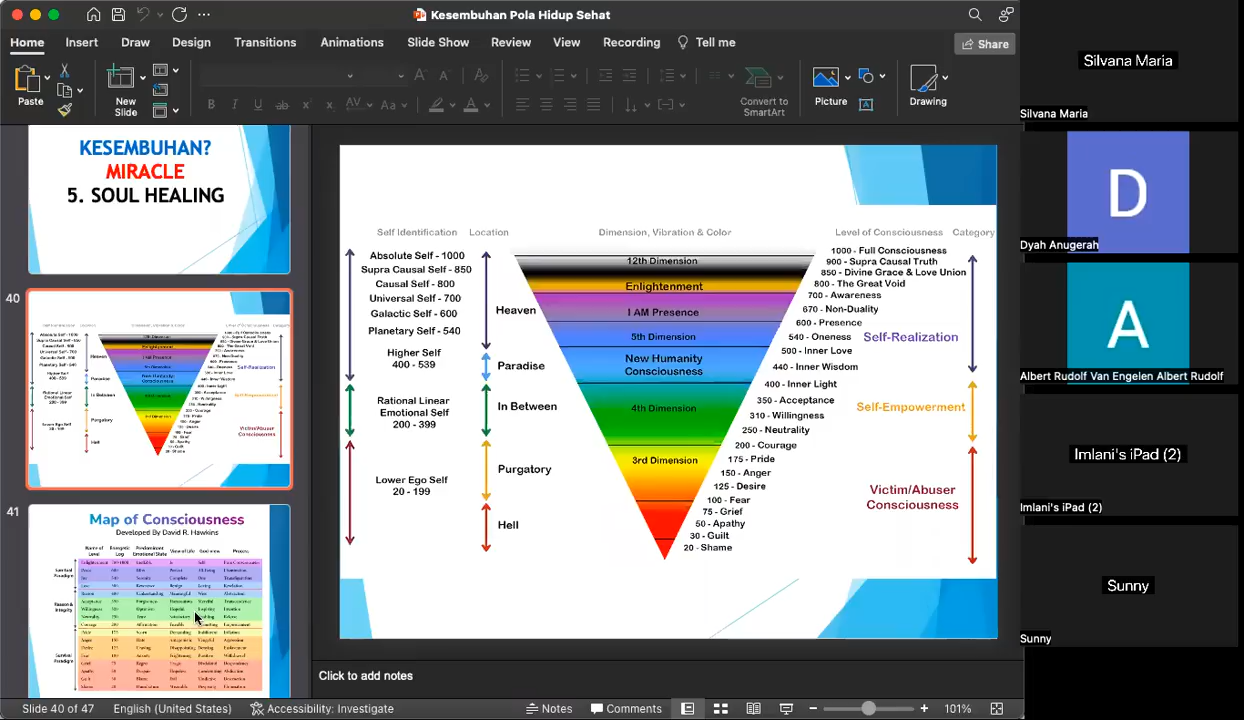 Kesembuhan Pola Hidup Sehat
Home Insert Draw Design Transitions Animations Slide Show Review View Recording Tell me Share
Paste
New
Slide
B I U ab x x AV Aa A
Convert to
SmartArt
Picture
Drawing
KESEMBUHAN?
MIRACLE
5. SOUL HEALING
40
41
Map of Consciousness
Developed By David R. Hawkins
Self Identification Location Dimension, Vibration & Color Level of Consciousness Category
Absolute Self - 1000
Supra Causal Self - 850
Causal Self - 800
Universal Self - 700
Galactic Self - 600
Planetary Self - 540
Higher Self
400 - 539
Rational Linear
Emotional Self
200 - 399
Lower Ego Self
20 - 199
Heaven
Paradise
In Between
Purgatory
Hell
12th Dimension
Enlightenment
I AM Presence
5th Dimension
New Humanity
Consciousness
4th Dimension
3rd Dimension
1000 - Full Consciousness
900 - Supra Causal Truth
850 - Divine Grace & Love Union
800 - The Great Void
700 - Awareness
670 - Non-Duality
600 - Presence
540 - Oneness
500 - Inner Love
440 - Inner Wisdom
400 - Inner Light
350 - Acceptance
310 - Willingness
250 - Neutrality
200 - Courage
175 - Pride
150 - Anger
125 - Desire
100 - Fear
75 - Grief
50 - Apathy
30 - Guilt
20 - Shame
Self-Realization
Self-Empowerment
Victim/Abuser
Consciousness
Click to add notes
Slide 40 of 47 English (United States) Accessibility: Investigate Notes Comments 101%
Silvana Maria
Silvana Maria
D
Dyah Anugerah
A
Albert Rudolf Van Engelen Albert Rudolf
Imlani's iPad (2)
Imlani's iPad (2)
Sunny
Sunny